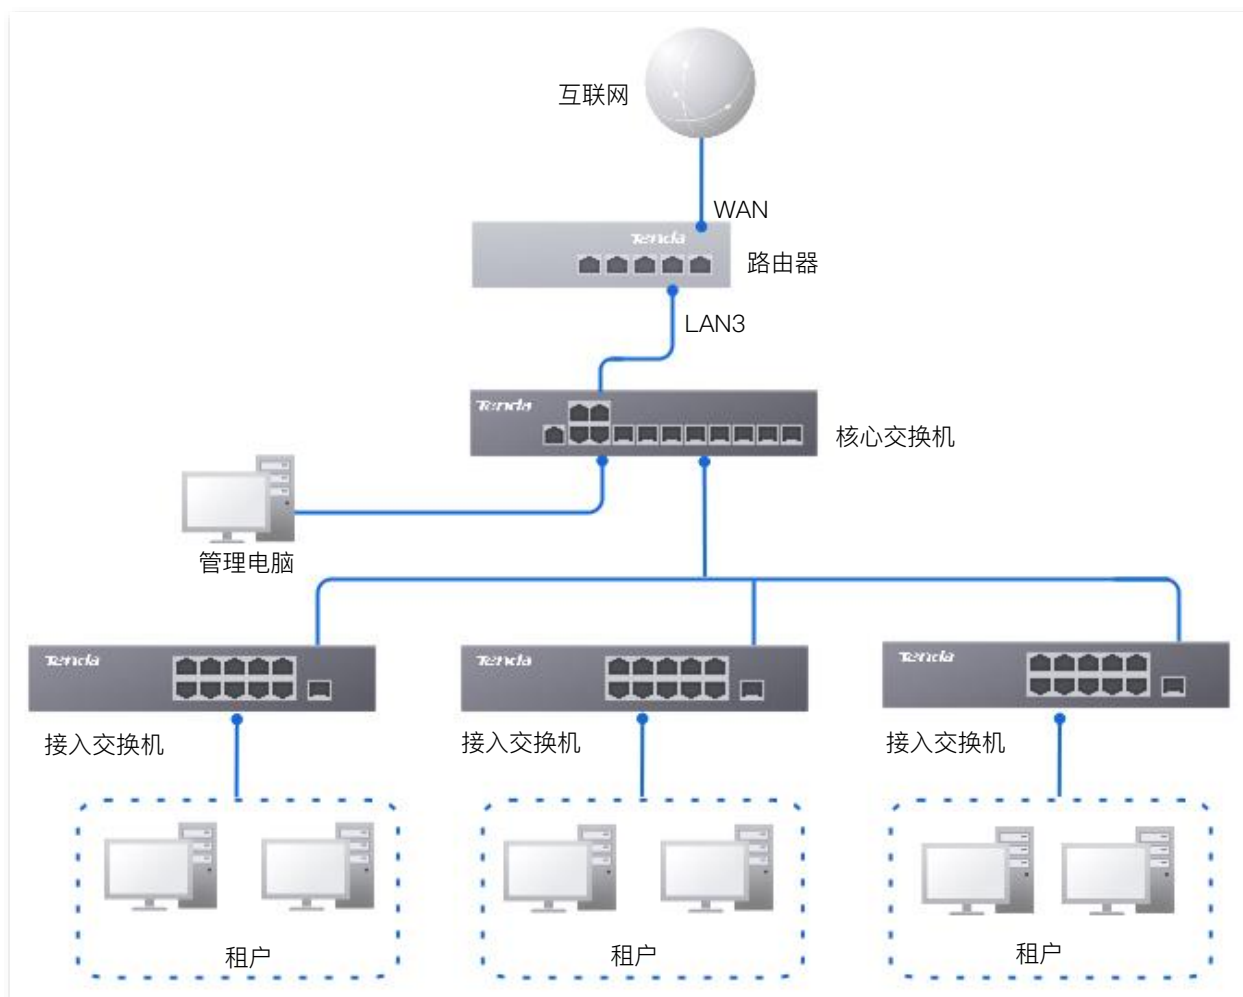 互联网
WAN
Tenda
路由器
LAN3
Tenda
核心交换机
管理电脑
Tenda
Tenda
Tenda
接入交换机
接入交换机
接入交换机
租户
租户
租户